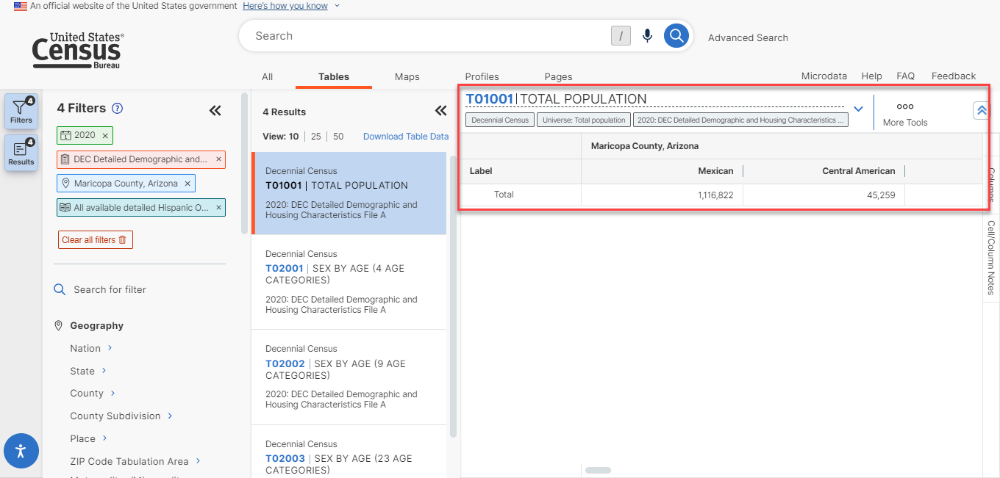 An official website of the United States government Here's how you know
United States®
Census
Bureau
Search /
Advanced Search
All Tables Maps Profiles Pages
Microdata Help FAQ Feedback
4
Filters
4
Results
4 Filters ?
1 2020 ×
DEC Detailed Demographic and... ×
Maricopa County, Arizona ×
All available detailed Hispanic O... ×
Clear all filters
Search for filter
Geography
Nation
State
County
County Subdivision
Place
ZIP Code Tabulation Area
4 Results
View: 10 | 25 | 50 Download Table Data
Decennial Census
T01001 | TOTAL POPULATION
2020: DEC Detailed Demographic and
Housing Characteristics File A
Decennial Census
T02001 | SEX BY AGE (4 AGE
CATEGORIES)
2020: DEC Detailed Demographic and
Housing Characteristics File A
Decennial Census
T02002 | SEX BY AGE (9 AGE
CATEGORIES)
2020: DEC Detailed Demographic and
Housing Characteristics File A
Decennial Census
T02003 | SEX BY AGE (23 AGE
CATEGORIES)
T01001 | TOTAL POPULATION
Decennial Census
Universe: Total population
2020: DEC Detailed Demographic and Housing Characteristics ...
More Tools
Maricopa County, Arizona
Label Mexican Central American
Total 1,116,822 45,259
Columns
Cell/Column Notes